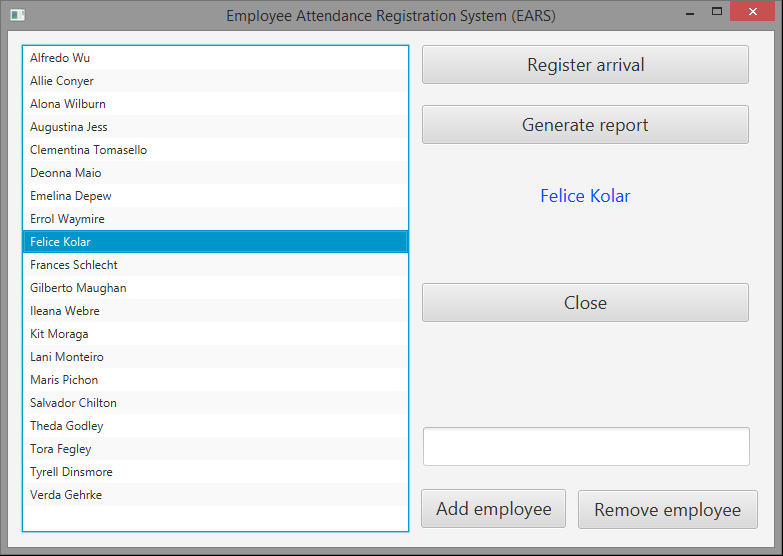 Employee Attendance Registration System (EARS)
Alfredo Wu
Allie Conyer
Alona Wilburn
Augustina Jess
Clementina Tomasello
Deonna Maio
Emelina Depew
Errol Waymire
Felice Kolar
Frances Schlecht
Gilberto Maughan
Ileana Webre
Kit Moraga
Lani Monteiro
Maris Pichon
Salvador Chilton
Theda Godley
Tora Fegley
Tyrell Dinsmore
Verda Gehrke
Register arrival
Generate report
Felice Kolar
Close
Add employee
Remove employee